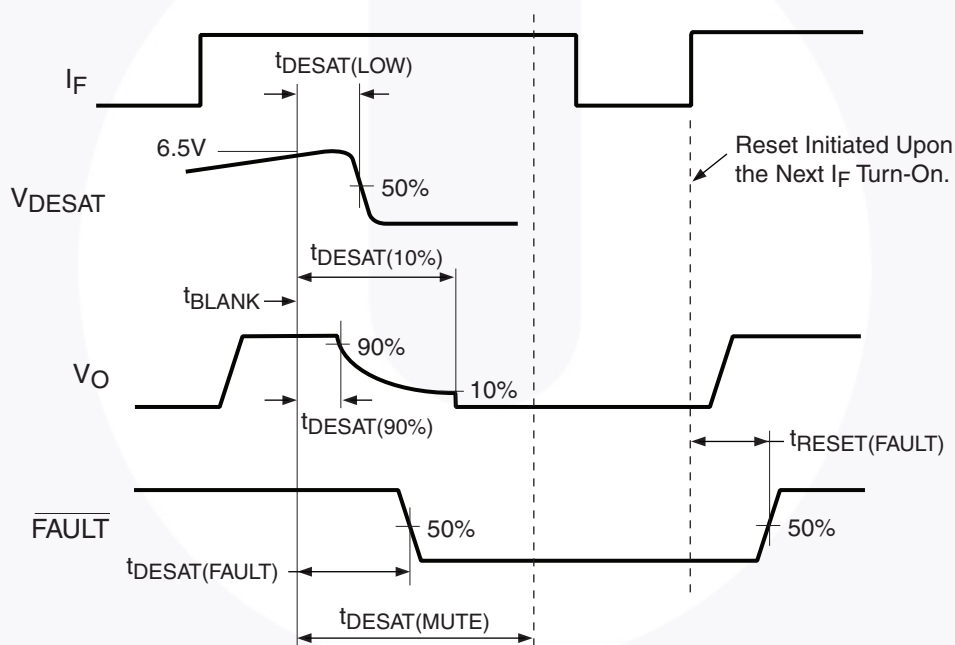 IF
tDESAT(LOW)
6.5V
Reset Initiated Upon
the Next IF Turn-On.
VDESAT
50%
tDESAT(10%)
tBLANK
90%
VO
10%
tDESAT(90%)
tRESET(FAULT)
FAULT
50%
50%
tDESAT(FAULT)
tDESAT(MUTE)